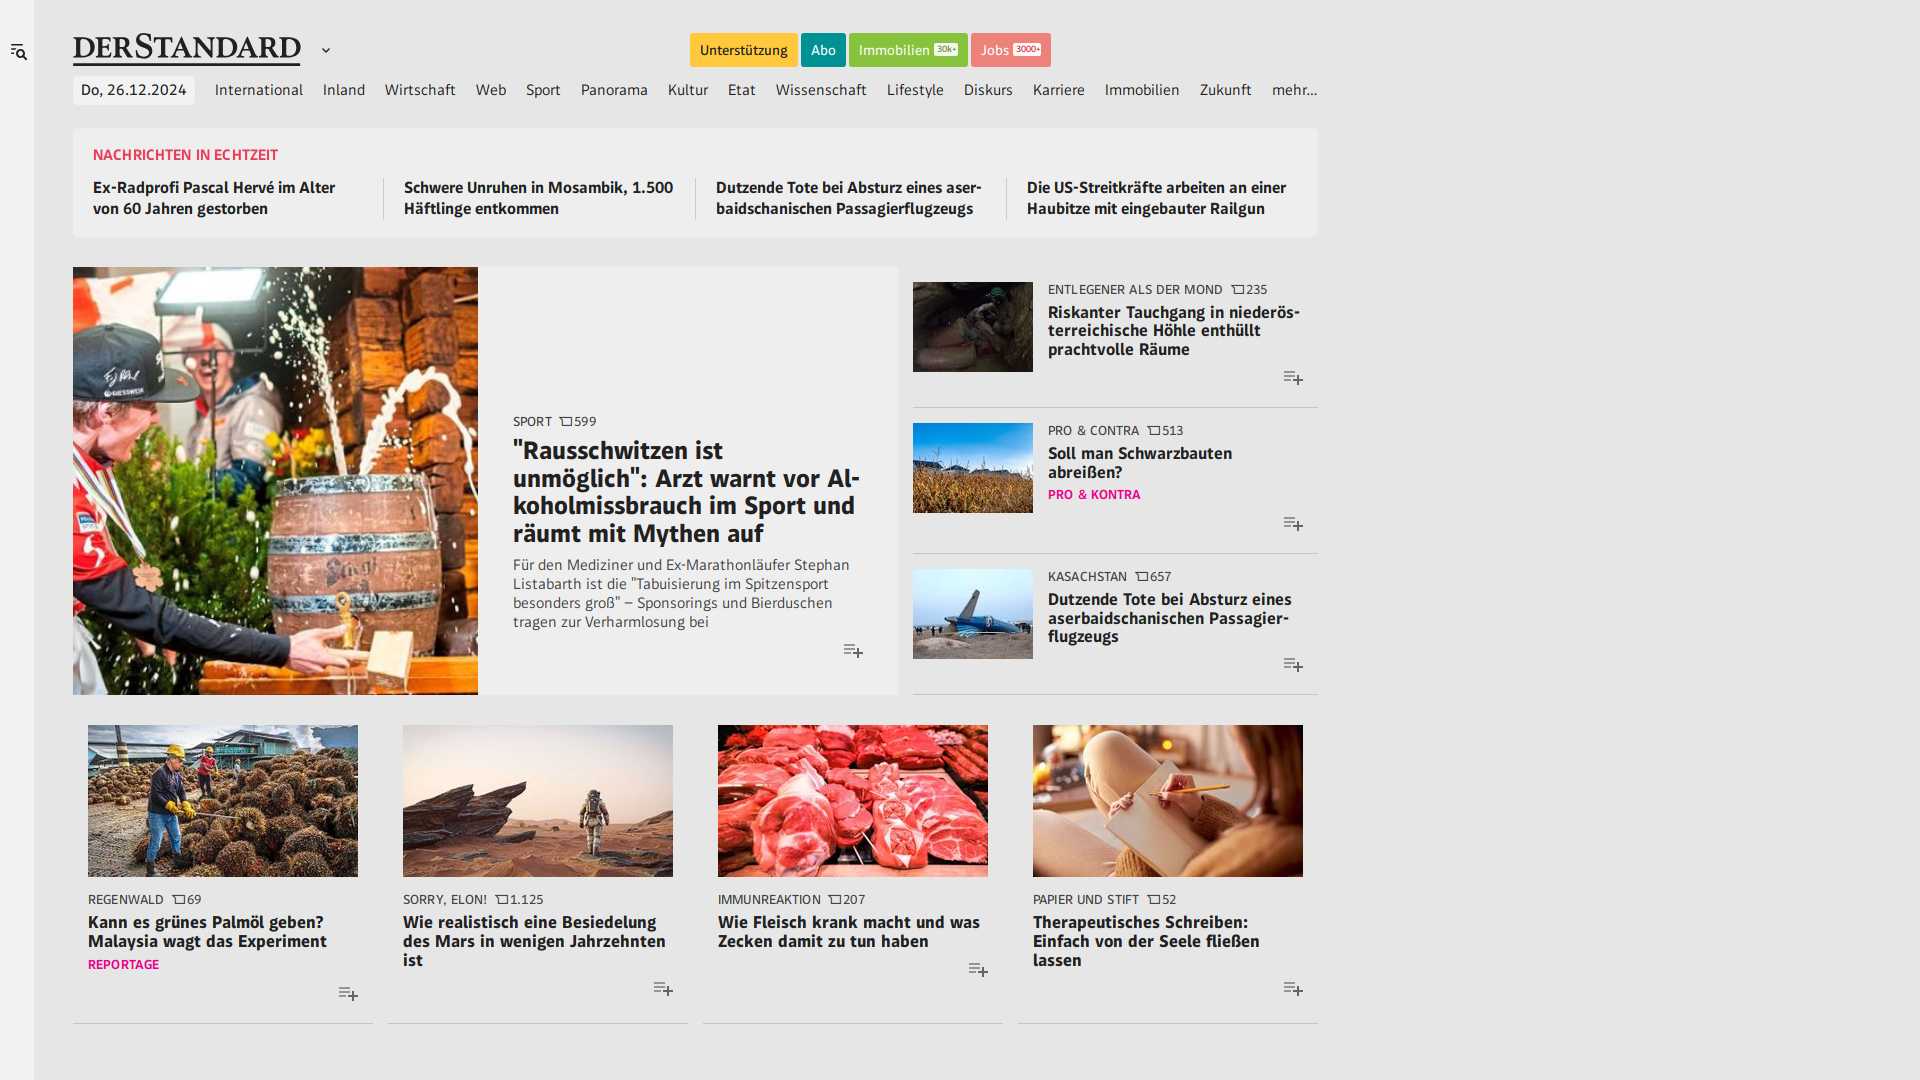 DERSTANDARD
Unterstützung
Abo
Immobilien 30k+
Jobs 3000+
Do, 26.12.2024
International
Inland
Wirtschaft
Web
Sport
Panorama
Kultur
Etat
Wissenschaft
Lifestyle
Diskurs
Karriere
Immobilien
Zukunft
mehr...
NACHRICHTEN IN ECHTZEIT
Ex-Radprofi Pascal Hervé im Alter
von 60 Jahren gestorben
Schwere Unruhen in Mosambik, 1.500
Häftlinge entkommen
Dutzende Tote bei Absturz eines aser-
baidschanischen Passagierflugzeugs
Die US-Streitkräfte arbeiten an einer
Haubitze mit eingebauter Railgun
Stiegl
SPORT 599
"Rausschwitzen ist
unmöglich": Arzt warnt vor Al-
koholmissbrauch im Sport und
räumt mit Mythen auf
Für den Mediziner und Ex-Marathonläufer Stephan
Listabarth ist die "Tabuisierung im Spitzensport
besonders groß" – Sponsorings und Bierduschen
tragen zur Verharmlosung bei
ENTLEGENER ALS DER MOND 235
Riskanter Tauchgang in niederös-
terreichische Höhle enthüllt
prachtvolle Räume
PRO & CONTRA 513
Soll man Schwarzbauten
abreißen?
PRO & KONTRA
KASACHSTAN 657
Dutzende Tote bei Absturz eines
aserbaidschanischen Passagier-
flugzeugs
REGENWALD 69
Kann es grünes Palmöl geben?
Malaysia wagt das Experiment
REPORTAGE
SORRY, ELON! 1.125
Wie realistisch eine Besiedelung
des Mars in wenigen Jahrzehnten
ist
IMMUNREAKTION 207
Wie Fleisch krank macht und was
Zecken damit zu tun haben
PAPIER UND STIFT 52
Therapeutisches Schreiben:
Einfach von der Seele fließen
lassen